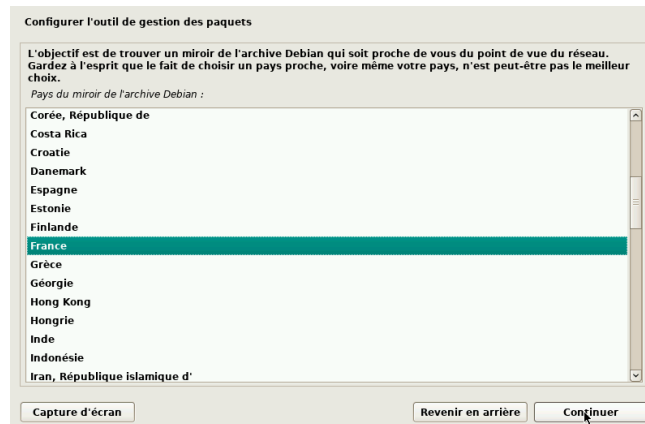 Configurer l'outil de gestion des paquets
L'objectif est de trouver un miroir de l'archive Debian qui soit proche de vous du point de vue du réseau.
Gardez à l'esprit que le fait de choisir un pays proche, voire même votre pays, n'est peut-être pas le meilleur
choix.
Pays du miroir de l'archive Debian :
Corée, République de
Costa Rica
Croatie
Danemark
Espagne
Estonie
Finlande
France
Grèce
Géorgie
Hong Kong
Hongrie
Inde
Indonésie
Iran, République islamique d'
Capture d'écran
Revenir en arrière
Continuer